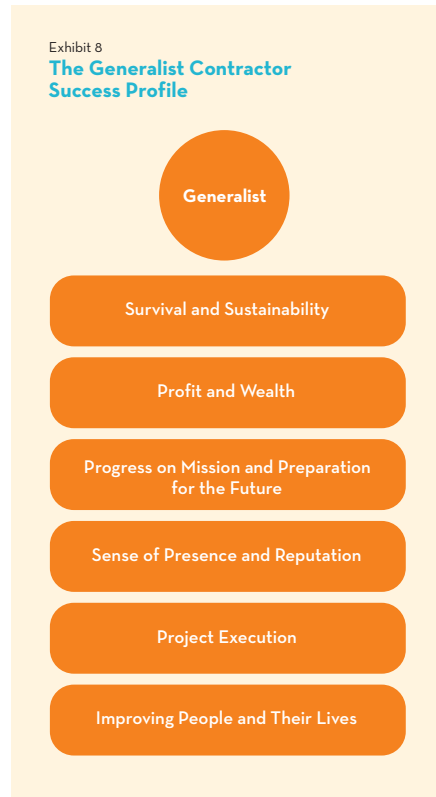 Exhibit 8
The Generalist Contractor
Success Profile
Generalist
Survival and Sustainability
Profit and Wealth
Progress on Mission and Preparation
for the Future
Sense of Presence and Reputation
Project Execution
Improving People and Their Lives